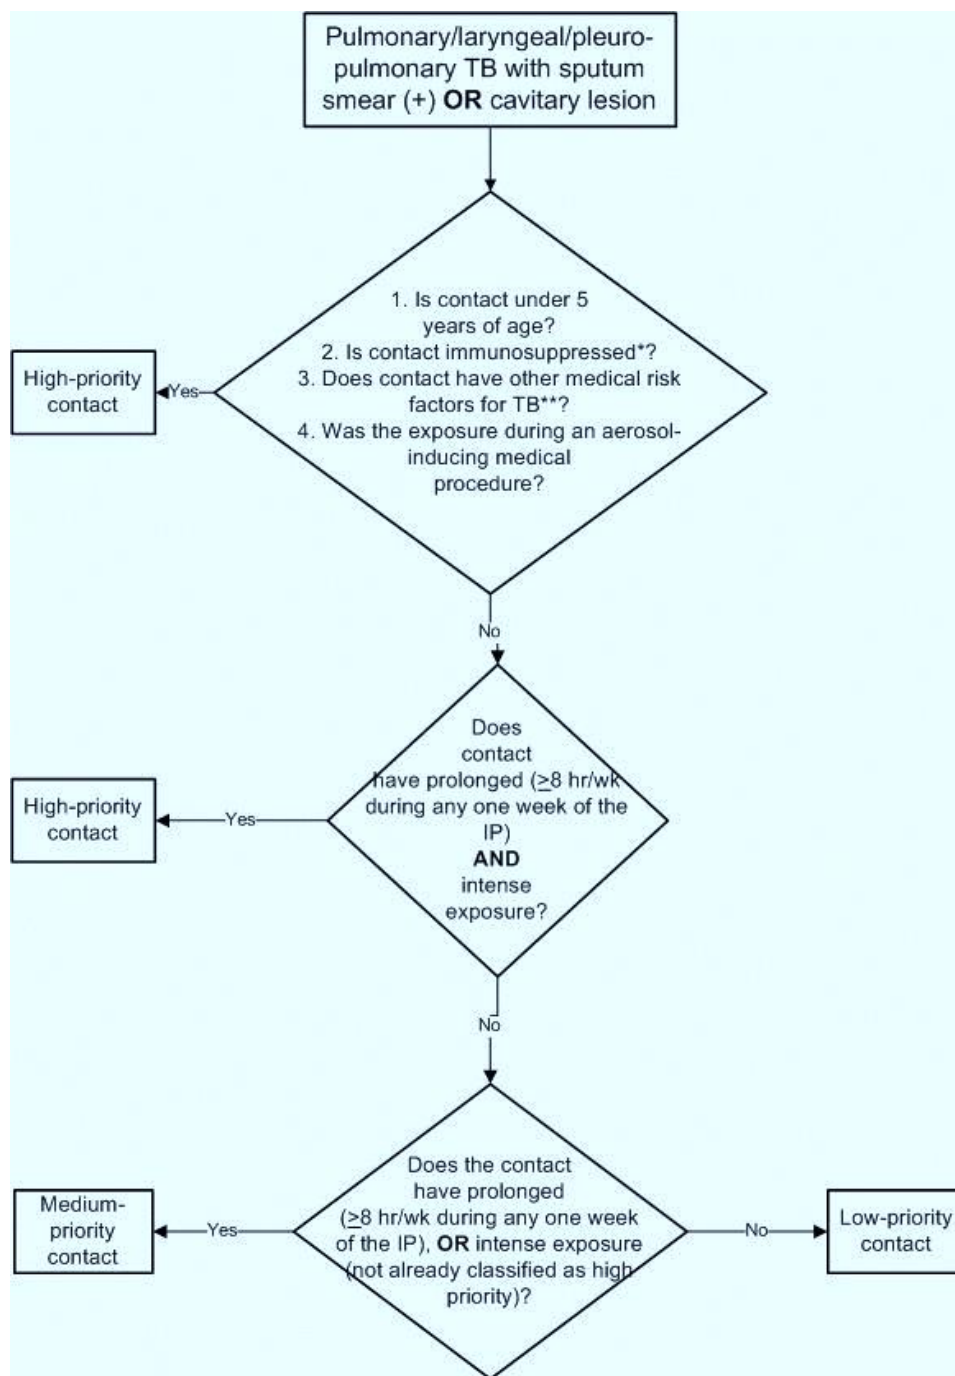 Pulmonary/laryngeal/pleuro-
pulmonary TB with sputum
smear (+) OR cavitary lesion
1. Is contact under 5
years of age?
2. Is contact immunosuppressed*?
3. Does contact have other medical risk
factors for TB**?
4. Was the exposure during an aerosol-
inducing medical
procedure?
Yes
High-priority
contact
No
Does
contact
have prolonged (≥8 hr/wk
during any one week of the
IP)
AND
intense
exposure?
Yes
High-priority
contact
No
Does the contact
have prolonged
(≥8 hr/wk during any one week
of the IP), OR intense exposure
(not already classified as high
priority)?
Yes
Medium-
priority
contact
No
Low-priority
contact